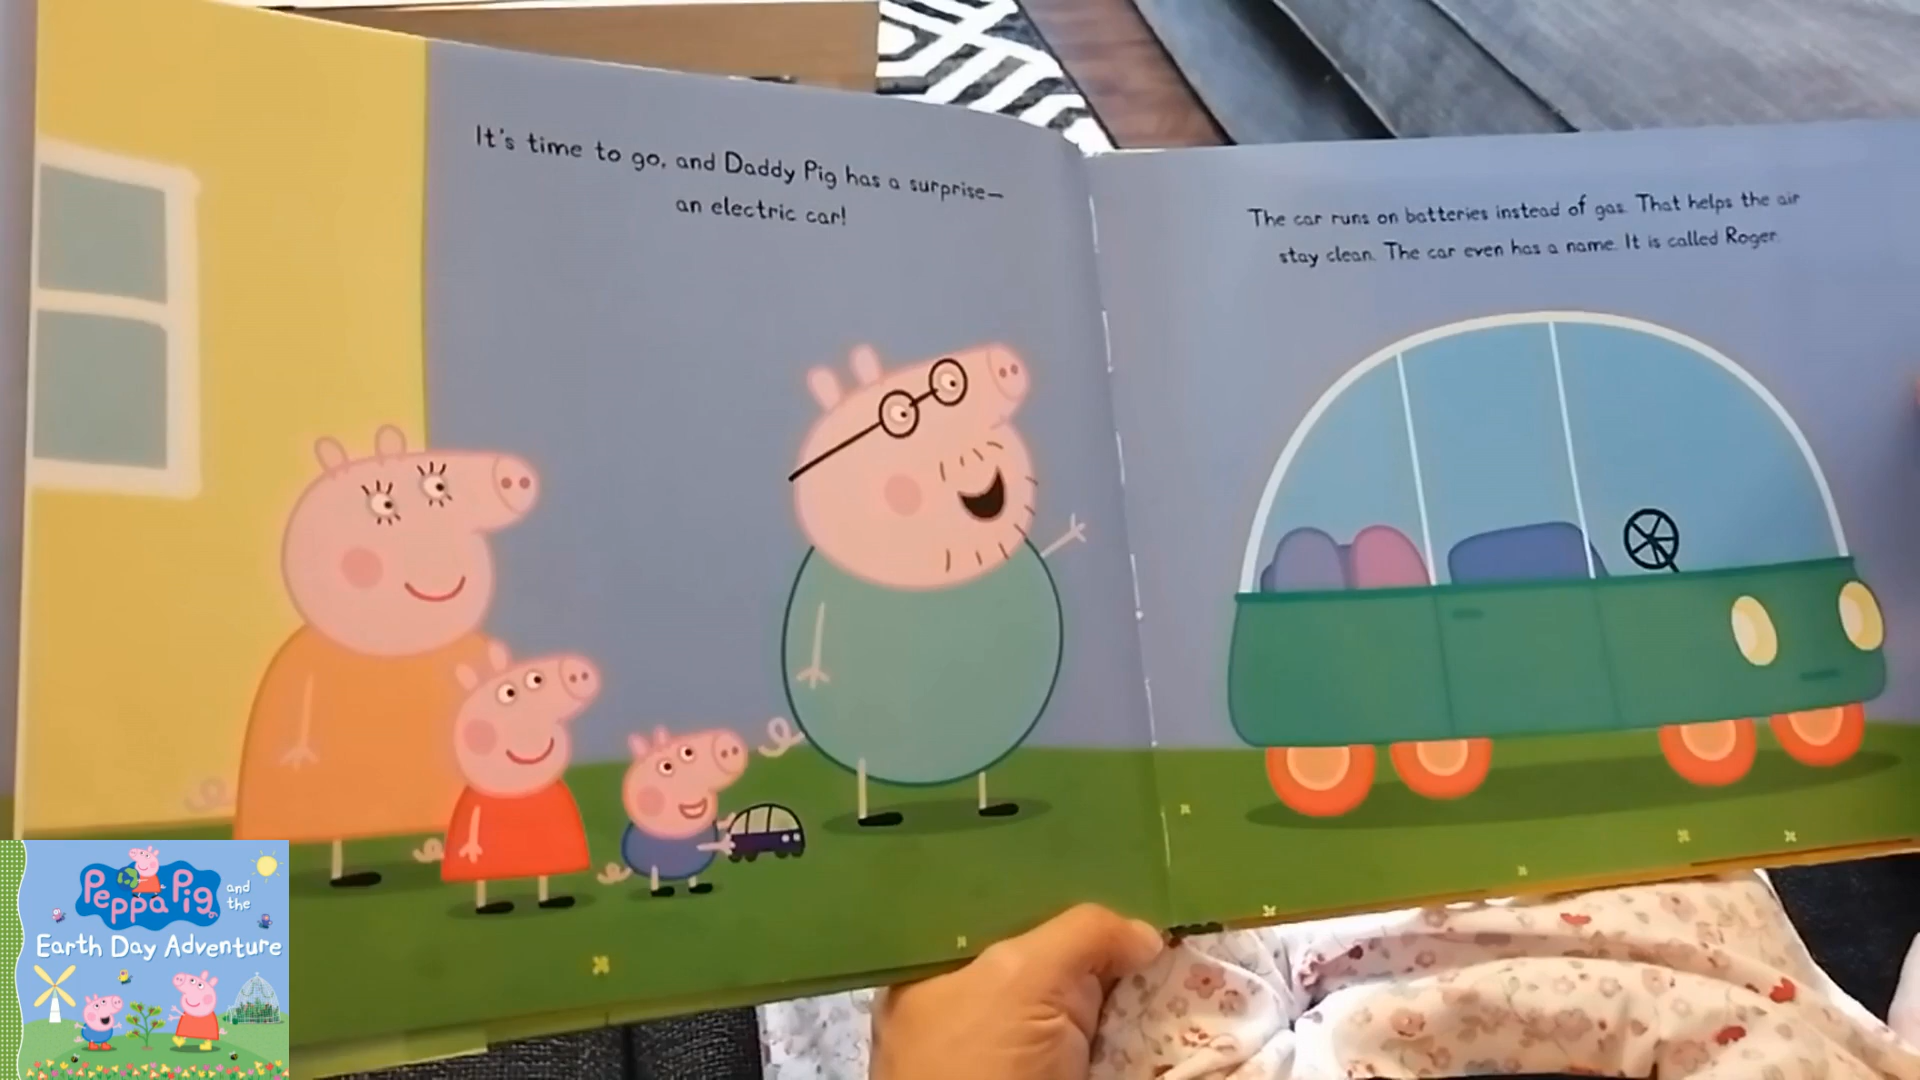 It's time to go, and Daddy Pig has a surprise—
an electric car!
The car runs on batteries instead of gas. That helps the air
stay clean. The car even has a name. It is called Roger.
Peppa Pig and the
Earth Day Adventure